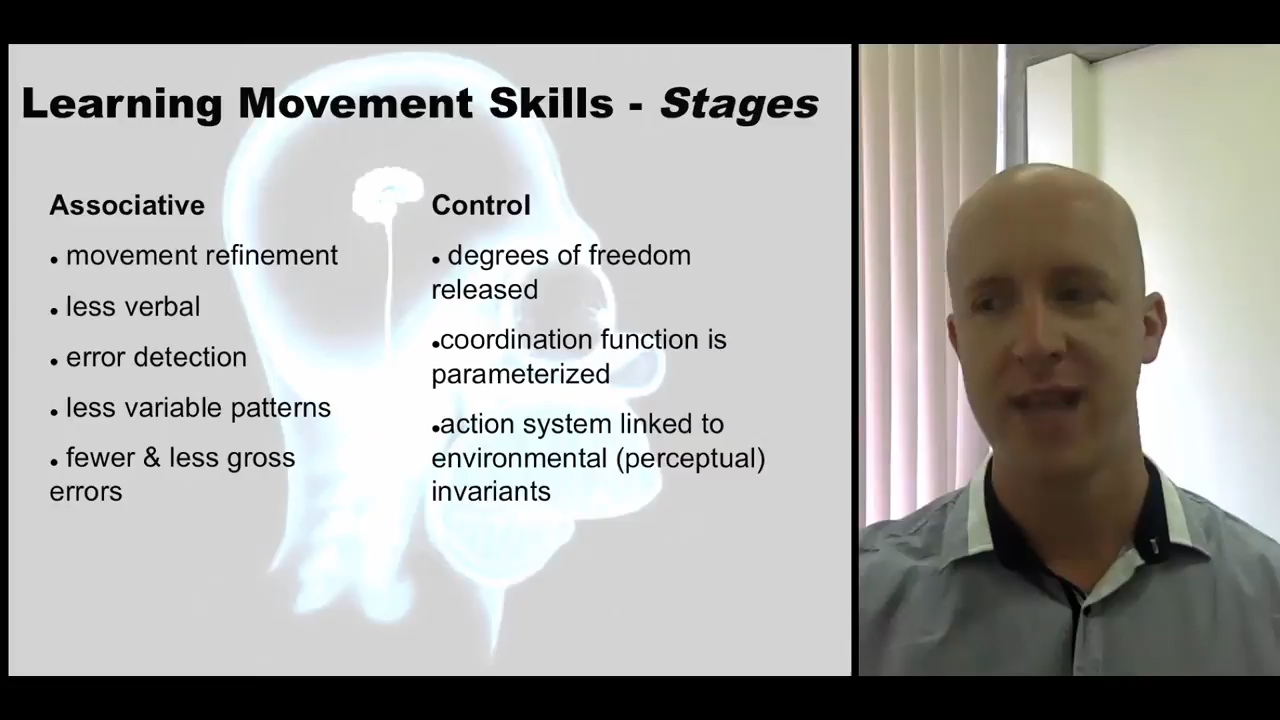 Learning Movement Skills - Stages
Associative
• movement refinement
• less verbal
• error detection
• less variable patterns
• fewer & less gross
errors
Control
• degrees of freedom
released
•coordination function is
parameterized
•action system linked to
environmental (perceptual)
invariants